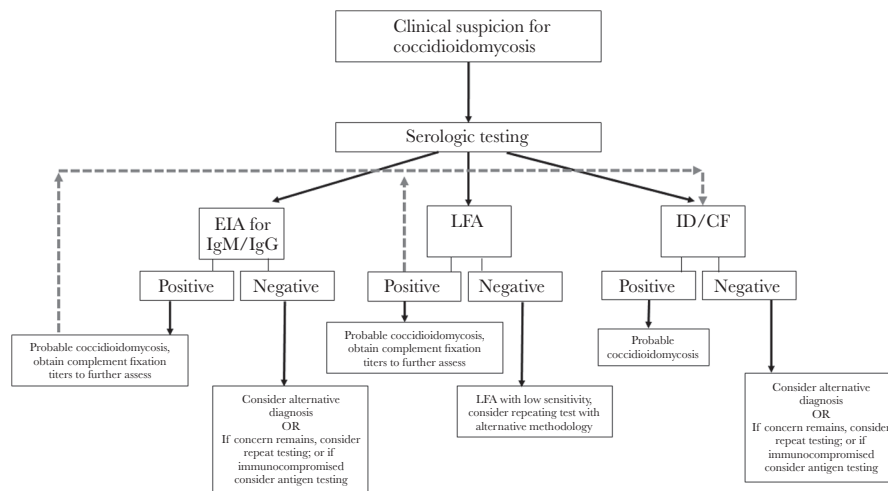 Clinical suspicion for
coccidioidomycosis
Serologic testing
EIA for
IgM/IgG
LFA
ID/CF
Positive
Negative
Positive
Negative
Positive
Negative
Probable coccidioidomycosis,
obtain complement fixation
titers to further assess
Probable coccidioidomycosis,
obtain complement fixation
titers to further assess
Probable
coccidioidomycosis
Consider alternative
diagnosis
OR
If concern remains, consider
repeat testing; or if
immunocompromised
consider antigen testing
LFA with low sensitivity,
consider repeating test with
alternative methodology
Consider alternative
diagnosis
OR
If concern remains, consider
repeat testing; or if
immunocompromised
consider antigen testing